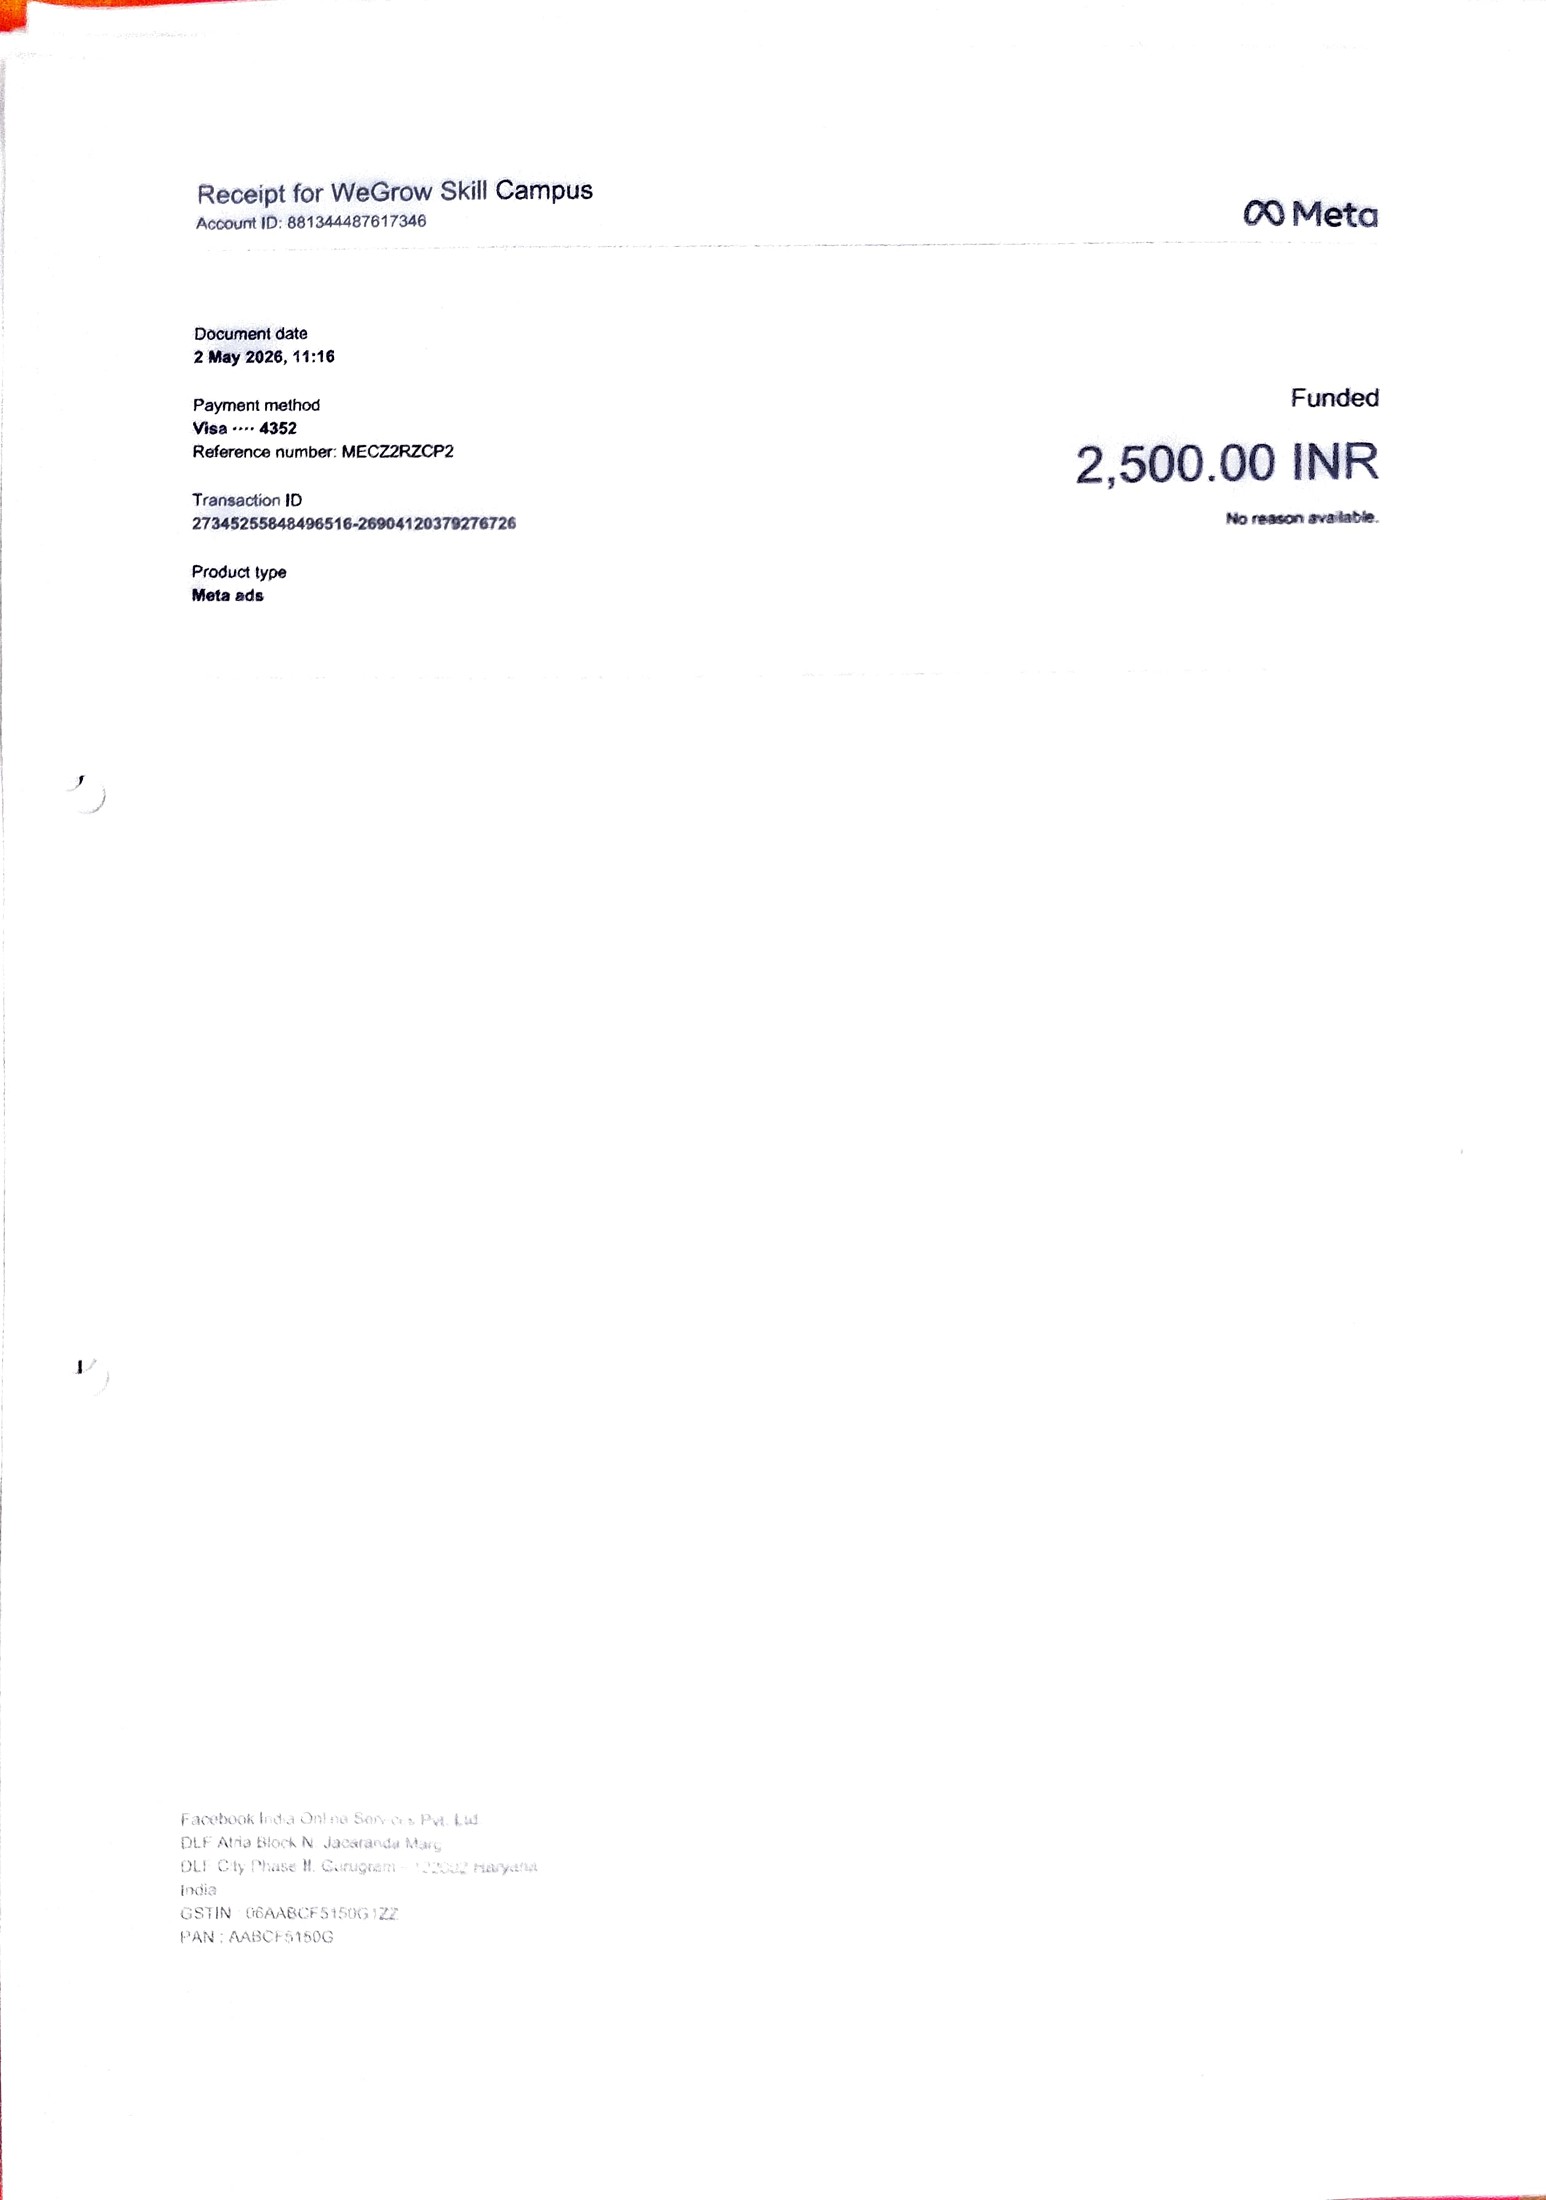 Receipt for WeGrow Skill Campus
Account ID: 881344487617346
Meta
Document date
2 May 2026, 11:16
Payment method
Visa ···· 4352
Reference number: MECZ2RZCP2
Transaction ID
27345255848496516-26904120379276726
Product type
Meta ads
Funded
2,500.00 INR
No reason available.
Facebook India Online Services Pvt. Ltd
DLF Atria Block N Jacaranda Marg
DLF City Phase II, Gurugram - Haryana
India
GSTIN : 06AABCF5150G1ZZ
PAN : AABCF5150G